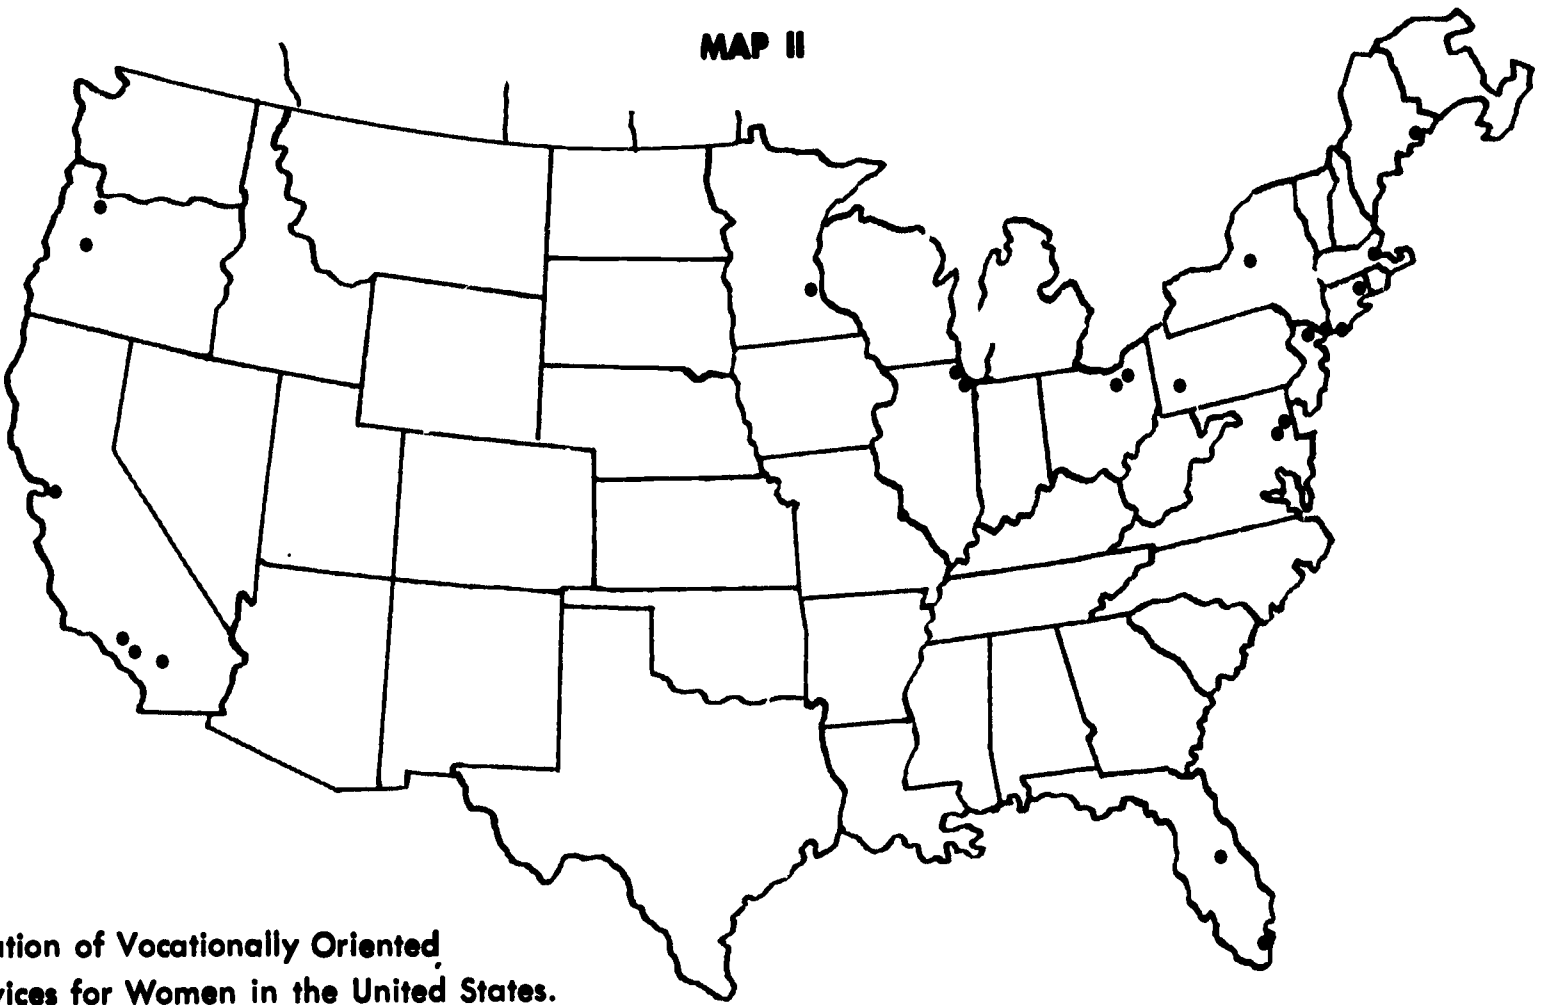 MAP II
ation of Vocationally Oriented
vices for Women in the United States.